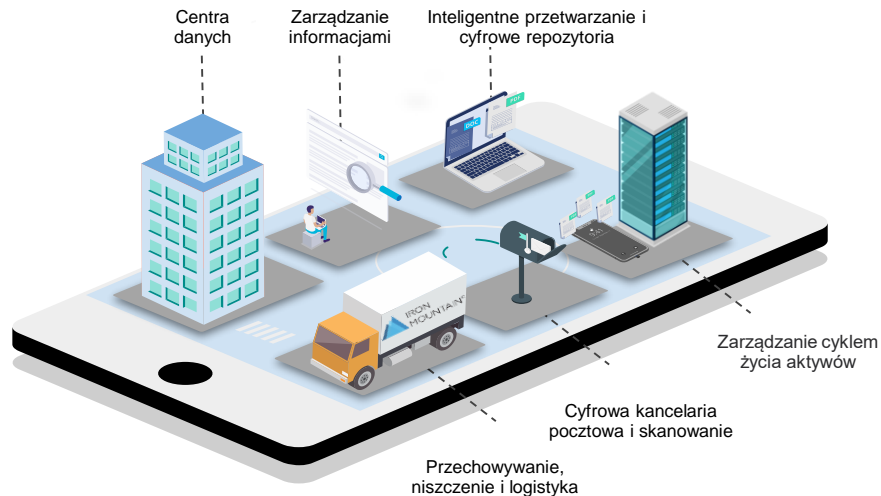 Centra
danych
Zarządzanie
informacjami
Inteligentne przetwarzanie i
cyfrowe repozytoria
DOC
PDF
IRON
MOUNTAIN®
Zarządzanie cyklem
życia aktywów
Cyfrowa kancelaria
pocztowa i skanowanie
Przechowywanie,
niszczenie i logistyka